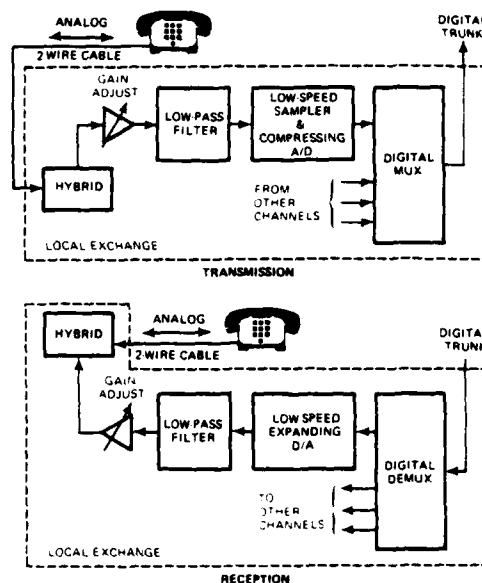 ANALOG
2 WIRE CABLE
DIGITAL
TRUNK
GAIN
ADJUST
LOW-PASS
FILTER
LOW-SPEED
SAMPLER
&
COMPRESSING
A/D
DIGITAL
MUX
HYBRID
FROM
OTHER
CHANNELS
LOCAL EXCHANGE
TRANSMISSION
HYBRID
ANALOG
2-WIRE CABLE
DIGITAL
TRUNK
GAIN
ADJUST
LOW-PASS
FILTER
LOW SPEED
EXPANDING
D/A
DIGITAL
DEMUX
TO
OTHER
CHANNELS
LOCAL EXCHANGE
RECEPTION